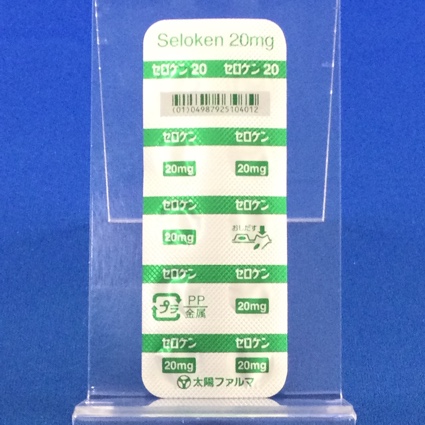 Seloken 20mg
セロケン 20 セロケン 20
(01)04987925104012
セロケン セロケン
20mg 20mg
セロケン セロケン
20mg おしだす
セロケン セロケン
プラ PP 金属 20mg
セロケン セロケン
20mg 20mg
太陽ファルマ